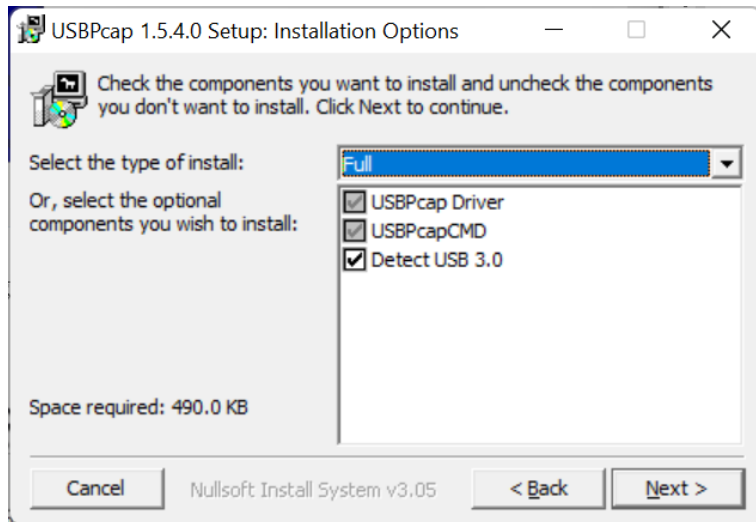 USBPcap 1.5.4.0 Setup: Installation Options
Check the components you want to install and uncheck the components
you don't want to install. Click Next to continue.
Select the type of install:
Full
Or, select the optional
components you wish to install:
USBPcap Driver
USBPcapCMD
Detect USB 3.0
Space required: 490.0 KB
Cancel
Nullsoft Install System v3.05
< Back
Next >